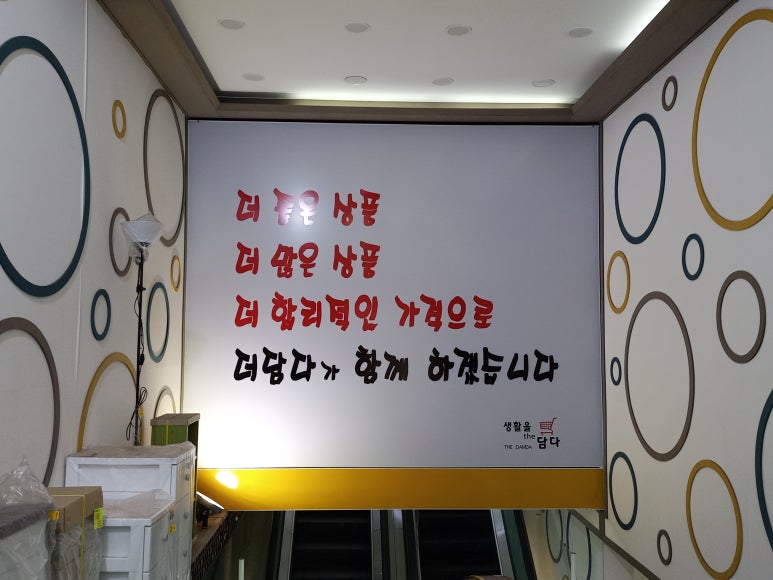 더 좋은 상품
더 많은 상품
더 합리적인 가격으로
더담다가 함께 하겠습니다
생활을
the 담다
THE DAMDA